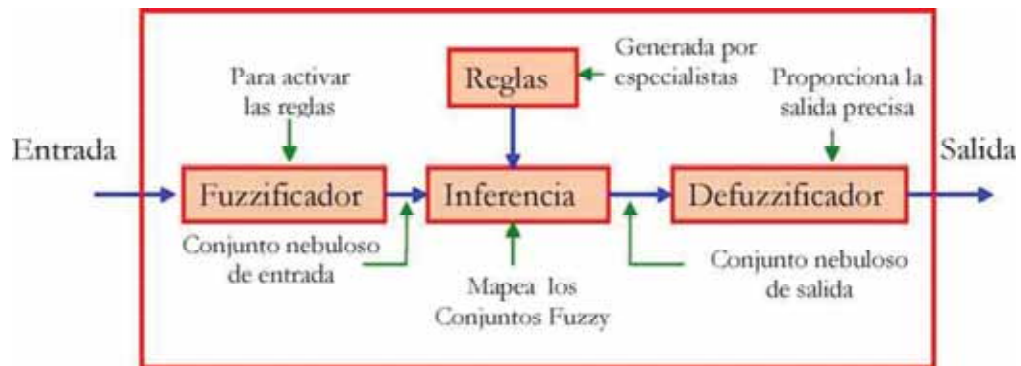 Generada por
especialistas
Reglas
Para activar
las reglas
Proporciona la
salida precisa
Entrada
Salida
Fuzzificador
Inferencia
Defuzzificador
Conjunto nebuloso
de entrada
Mapea los
Conjuntos Fuzzy
Conjunto nebuloso
de salida